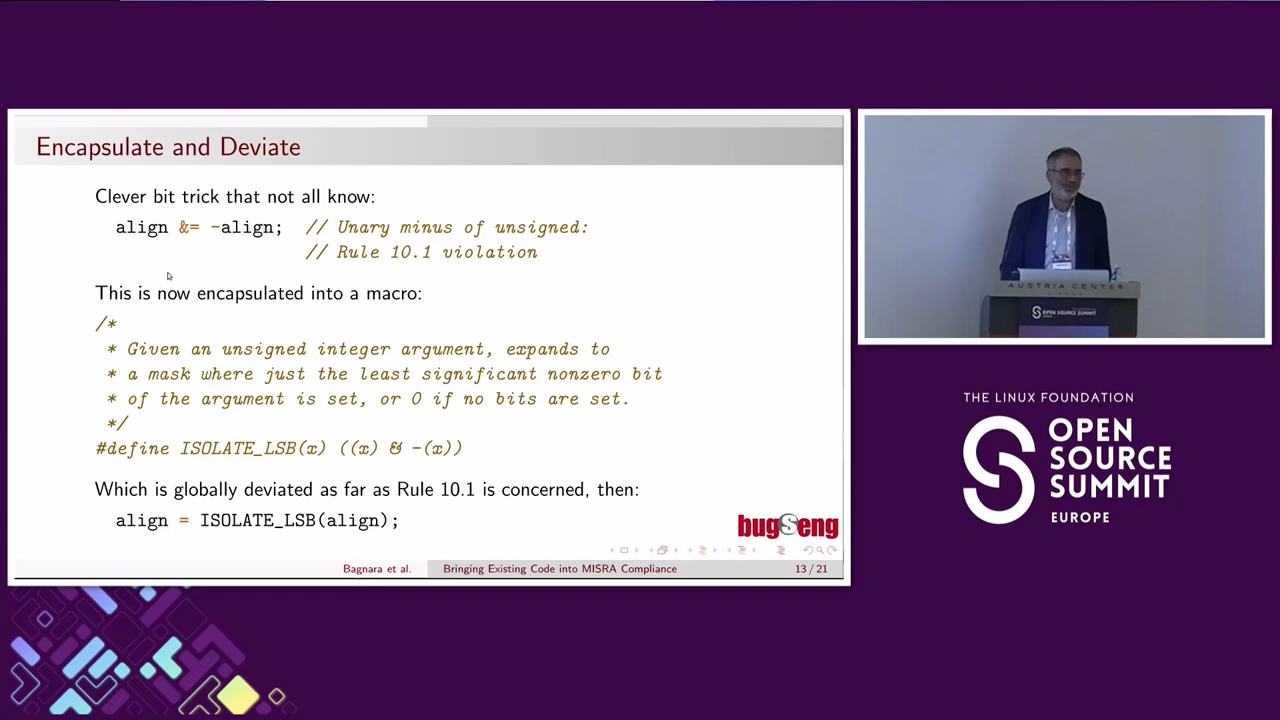 Encapsulate and Deviate
Clever bit trick that not all know:
align &= -align; // Unary minus of unsigned:
// Rule 10.1 violation
This is now encapsulated into a macro:
/*
* Given an unsigned integer argument, expands to
* a mask where just the least significant nonzero bit
* of the argument is set, or 0 if no bits are set.
*/
#define ISOLATE_LSB(x) ((x) & -(x))
Which is globally deviated as far as Rule 10.1 is concerned, then:
align = ISOLATE_LSB(align);
bugSeng
Bagnara et al.
Bringing Existing Code into MISRA Compliance
13 / 21
AUSTRIA CENTER
OPEN SOURCE SUMMIT
THE LINUX FOUNDATION
OPEN
SOURCE
SUMMIT
EUROPE